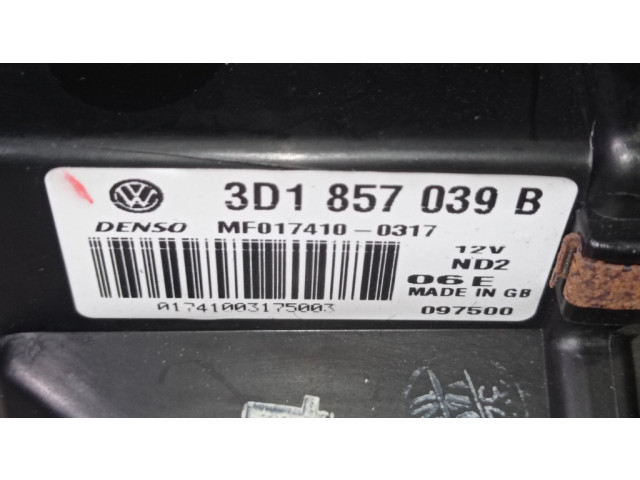 3D1 857 039 B
DENSO MF017410-0317
12V
ND2
06E
MADE IN GB
01741003175003 097500